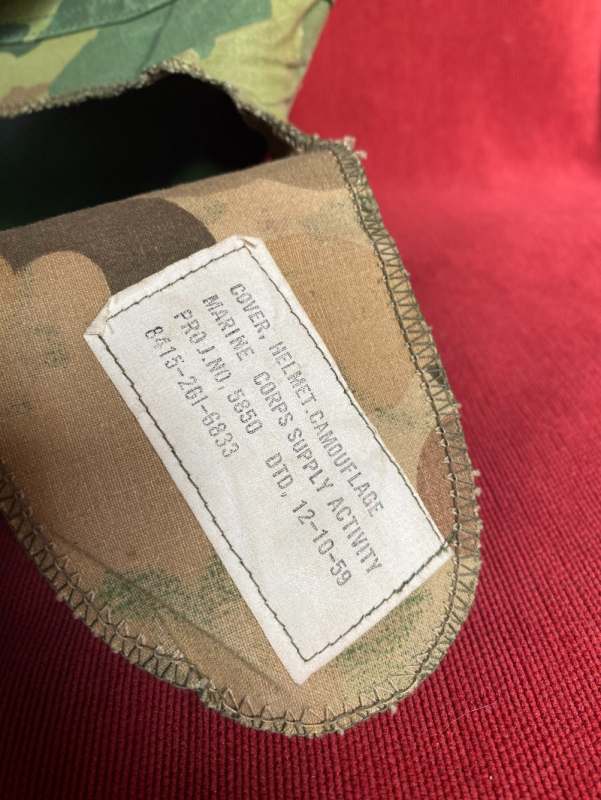 COVER, HELMET. CAMOUFLAGE
MARINE CORPS SUPPLY ACTIVITY
PROJ.NO, 5850 DTD, 12-10-59
8415-261-6833